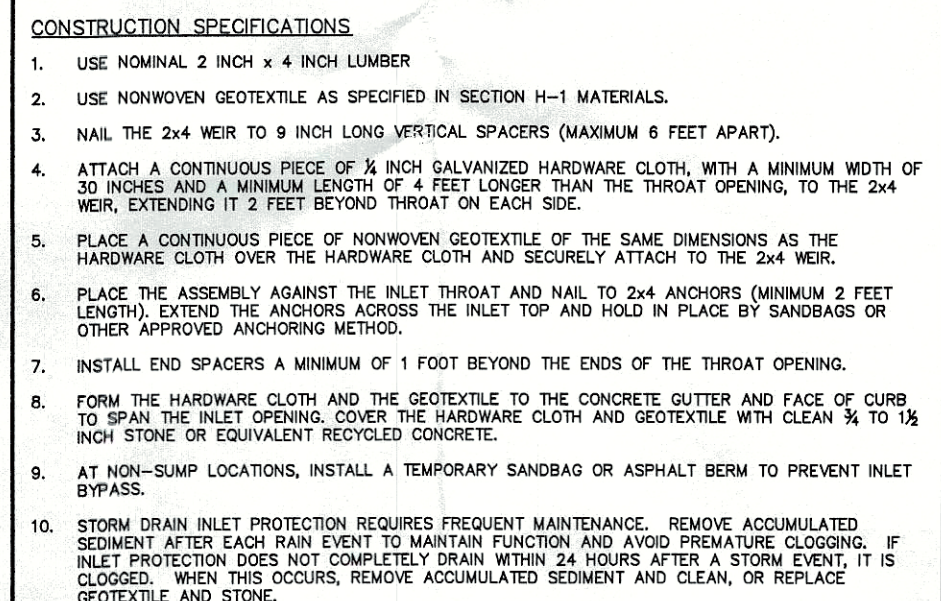 CONSTRUCTION SPECIFICATIONS
1. USE NOMINAL 2 INCH x 4 INCH LUMBER
2. USE NONWOVEN GEOTEXTILE AS SPECIFIED IN SECTION H-1 MATERIALS.
3. NAIL THE 2x4 WEIR TO 9 INCH LONG VERTICAL SPACERS (MAXIMUM 6 FEET APART).
4. ATTACH A CONTINUOUS PIECE OF ¼ INCH GALVANIZED HARDWARE CLOTH, WITH A MINIMUM WIDTH OF
30 INCHES AND A MINIMUM LENGTH OF 4 FEET LONGER THAN THE THROAT OPENING, TO THE 2x4
WEIR, EXTENDING IT 2 FEET BEYOND THROAT ON EACH SIDE.
5. PLACE A CONTINUOUS PIECE OF NONWOVEN GEOTEXTILE OF THE SAME DIMENSIONS AS THE
HARDWARE CLOTH OVER THE HARDWARE CLOTH AND SECURELY ATTACH TO THE 2x4 WEIR.
6. PLACE THE ASSEMBLY AGAINST THE INLET THROAT AND NAIL TO 2x4 ANCHORS (MINIMUM 2 FEET
LENGTH). EXTEND THE ANCHORS ACROSS THE INLET TOP AND HOLD IN PLACE BY SANDBAGS OR
OTHER APPROVED ANCHORING METHOD.
7. INSTALL END SPACERS A MINIMUM OF 1 FOOT BEYOND THE ENDS OF THE THROAT OPENING.
8. FORM THE HARDWARE CLOTH AND THE GEOTEXTILE TO THE CONCRETE GUTTER AND FACE OF CURB
TO SPAN THE INLET OPENING. COVER THE HARDWARE CLOTH AND GEOTEXTILE WITH CLEAN ¾ TO 1½
INCH STONE OR EQUIVALENT RECYCLED CONCRETE.
9. AT NON-SUMP LOCATIONS, INSTALL A TEMPORARY SANDBAG OR ASPHALT BERM TO PREVENT INLET
BYPASS.
10. STORM DRAIN INLET PROTECTION REQUIRES FREQUENT MAINTENANCE. REMOVE ACCUMULATED
SEDIMENT AFTER EACH RAIN EVENT TO MAINTAIN FUNCTION AND AVOID PREMATURE CLOGGING. IF
INLET PROTECTION DOES NOT COMPLETELY DRAIN WITHIN 24 HOURS AFTER A STORM EVENT, IT IS
CLOGGED. WHEN THIS OCCURS, REMOVE ACCUMULATED SEDIMENT AND CLEAN, OR REPLACE
GEOTEXTILE AND STONE.